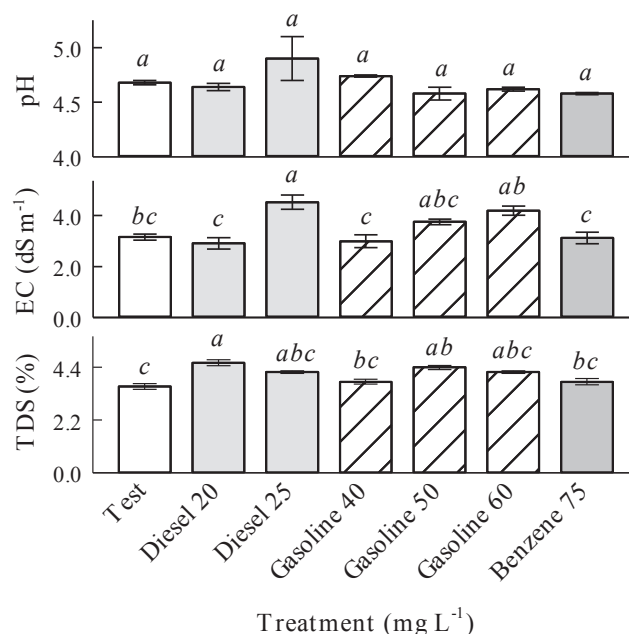 a a a a a a a
5.0
4.5
4.0
pH
bc c a c abc ab c
4.0
2.0
0.0
EC (dS m⁻¹)
c a abc bc ab abc bc
4.4
2.2
0.0
TDS (%)
Test
Diesel 20
Diesel 25
Gasoline 40
Gasoline 50
Gasoline 60
Benzene 75
Treatment (mg L⁻¹)